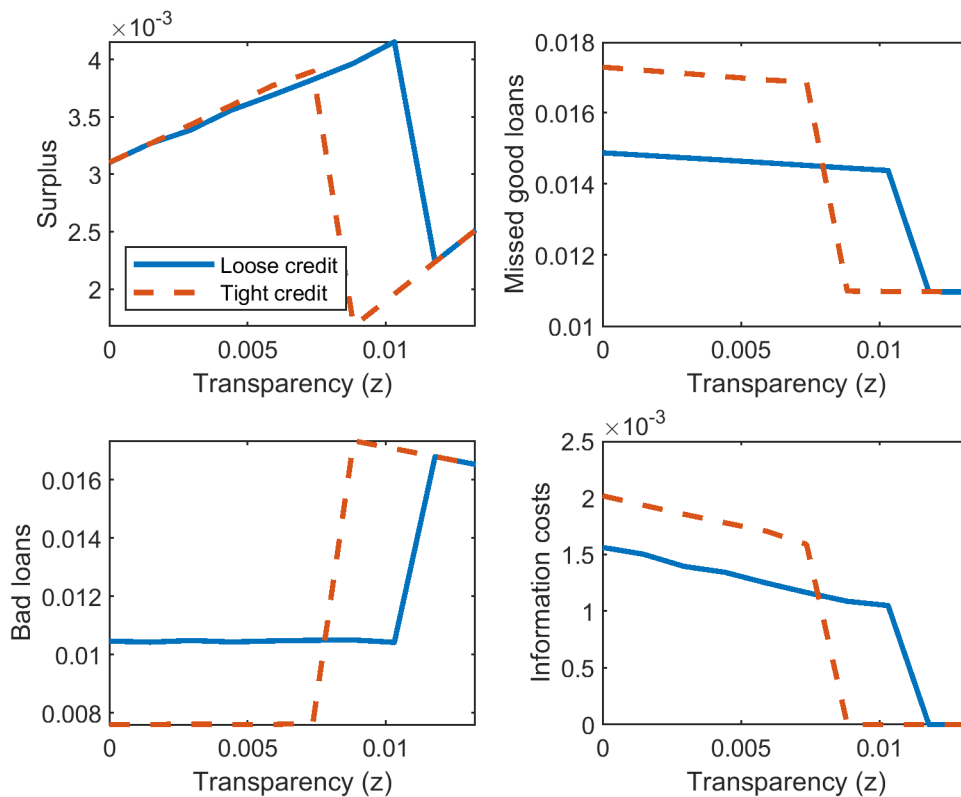 ×10⁻³
4
3.5
3
2.5
2
Surplus
Loose credit
Tight credit
0 0.005 0.01
Transparency (z)
0.018
0.016
0.014
0.012
0.01
Missed good loans
0 0.005 0.01
Transparency (z)
0.016
0.014
0.012
0.01
0.008
Bad loans
0 0.005 0.01
Transparency (z)
×10⁻³
2.5
2
1.5
1
0.5
0
Information costs
0 0.005 0.01
Transparency (z)